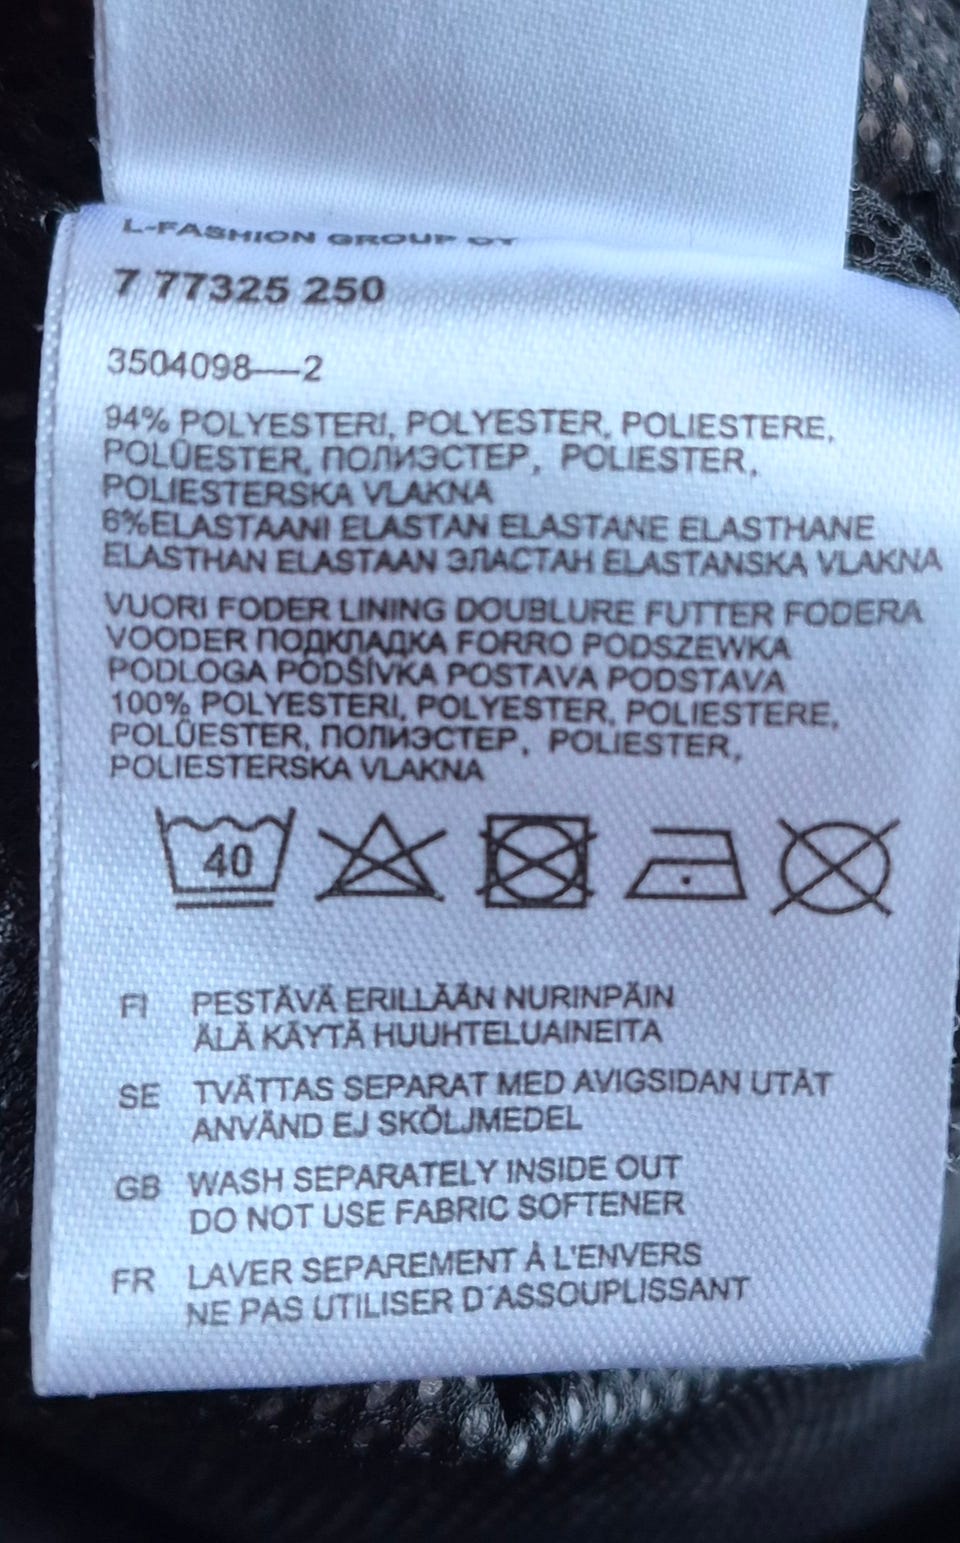 L-FASHION GROUP OY
7 77325 250
3504098—2
94% POLYESTERI, POLYESTER, POLIESTERE,
POLÜESTER, ПОЛИЭСТЕР, POLIESTER,
POLIESTERSKA VLAKNA
6%ELASTAANI ELASTAN ELASTANE ELASTHANE
ELASTHAN ELASTAAN ЭЛАСТАН ELASTANSKA VLAKNA
VUORI FODER LINING DOUBLURE FUTTER FODERA
VOODER ПОДКЛАДКА FORRO PODSZEWKA
PODLOGA PODŠÍVKA POSTAVA PODSTAVA
100% POLYESTERI, POLYESTER, POLIESTERE,
POLÜESTER, ПОЛИЭСТЕР, POLIESTER,
POLIESTERSKA VLAKNA
40
FI PESTÄVÄ ERILLÄÄN NURINPÄIN
ÄLÄ KÄYTÄ HUUHTELUAINEITA
SE TVÄTTAS SEPARAT MED AVIGSIDAN UTÅT
ANVÄND EJ SKÖLJMEDEL
GB WASH SEPARATELY INSIDE OUT
DO NOT USE FABRIC SOFTENER
FR LAVER SEPAREMENT À L'ENVERS
NE PAS UTILISER D´ASSOUPLISSANT